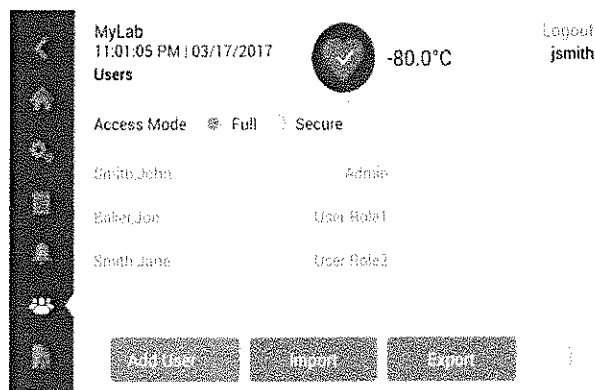 MyLab
11:01:05 PM | 03/17/2017
Users
-80.0°C
Logout
jsmith
Access Mode Full Secure
Smith,John Admin
Baker,Jon User Role1
Smith Jane User Role2
Add User Import Export